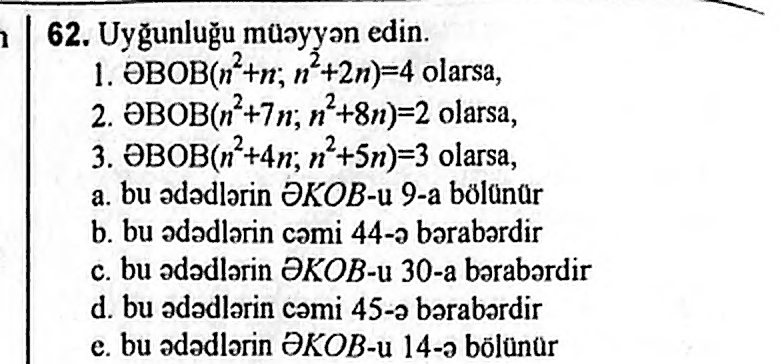 62. Uyğunluğu müəyyən edin.
1. ƏBOB(n²+n; n²+2n)=4 olarsa,
2. ƏBOB(n²+7n; n²+8n)=2 olarsa,
3. ƏBOB(n²+4n; n²+5n)=3 olarsa,
a. bu ədədlərin ƏKOB-u 9-a bölünür
b. bu ədədlərin cəmi 44-ə bərabərdir
c. bu ədədlərin ƏKOB-u 30-a bərabərdir
d. bu ədədlərin cəmi 45-ə bərabərdir
e. bu ədədlərin ƏKOB-u 14-ə bölünür